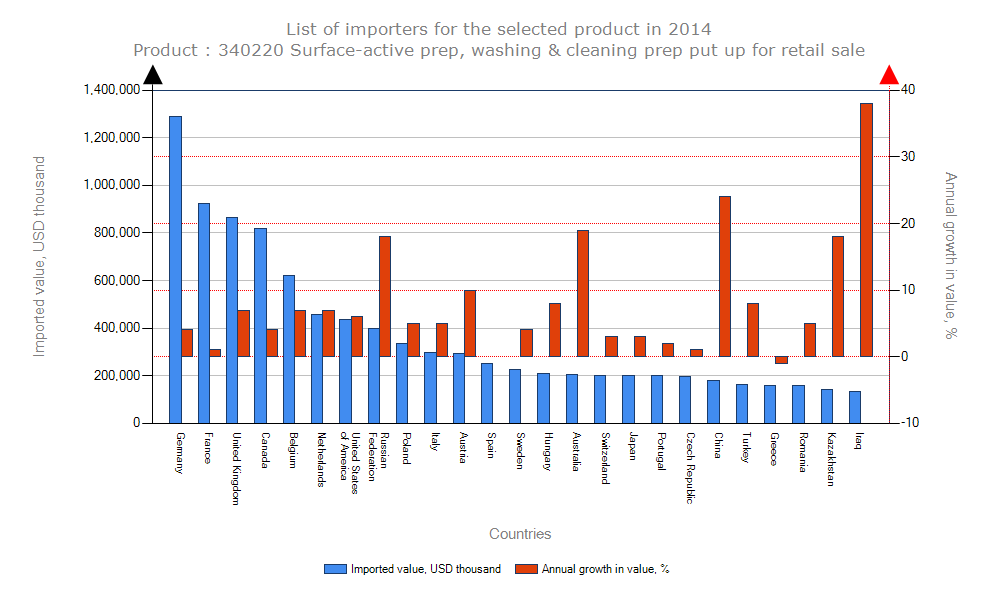 List of importers for the selected product in 2014
Product : 340220 Surface-active prep, washing & cleaning prep put up for retail sale
Imported value, USD thousand
1,400,000
1,200,000
1,000,000
800,000
600,000
400,000
200,000
0
40
30
20
10
0
-10
Annual growth in value, %
Germany
France
United Kingdom
Canada
Belgium
Netherlands
United States
of America
Russian
Federation
Poland
Italy
Austria
Spain
Sweden
Hungary
Australia
Switzerland
Japan
Portugal
Czech Republic
China
Turkey
Greece
Romania
Kazakhstan
Iraq
Countries
Imported value, USD thousand
Annual growth in value, %